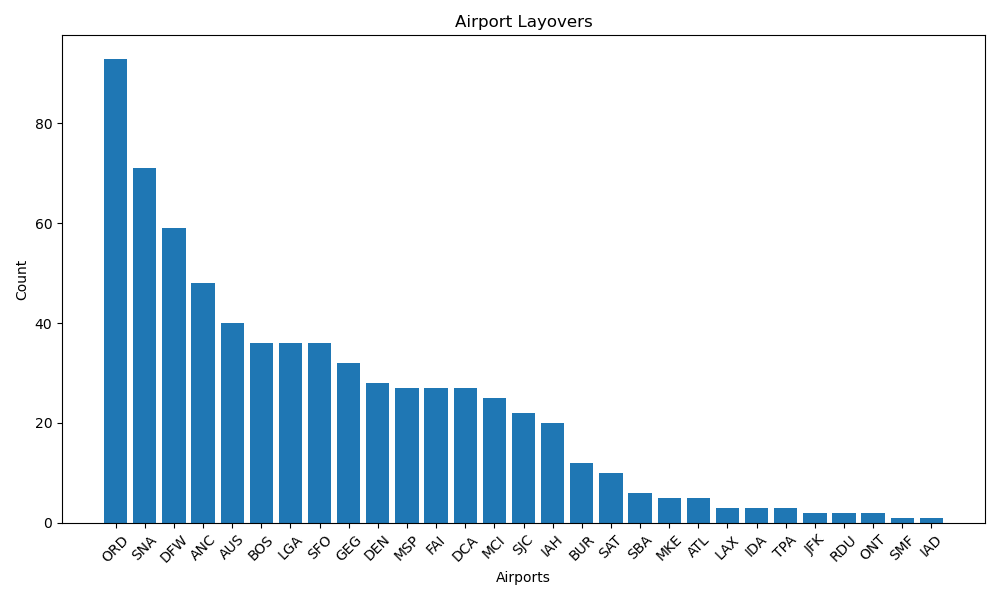 Airport Layovers
Count
80
60
40
20
0
ORD SNA DFW ANC AUS BOS LGA SFO GEG DEN MSP FAI DCA MCI SJC IAH BUR SAT SBA MKE ATL LAX IDA TPA JFK RDU ONT SMF IAD
Airports